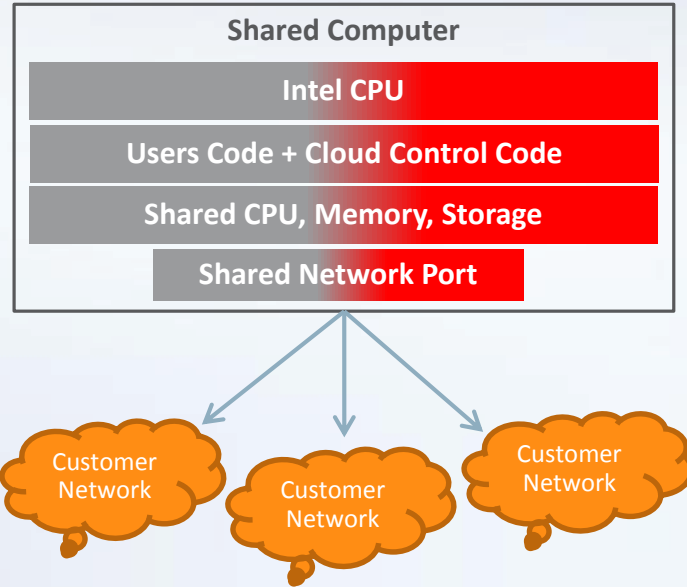 Shared Computer
Intel CPU
Users Code + Cloud Control Code
Shared CPU, Memory, Storage
Shared Network Port
Customer
Network
Customer
Network
Customer
Network